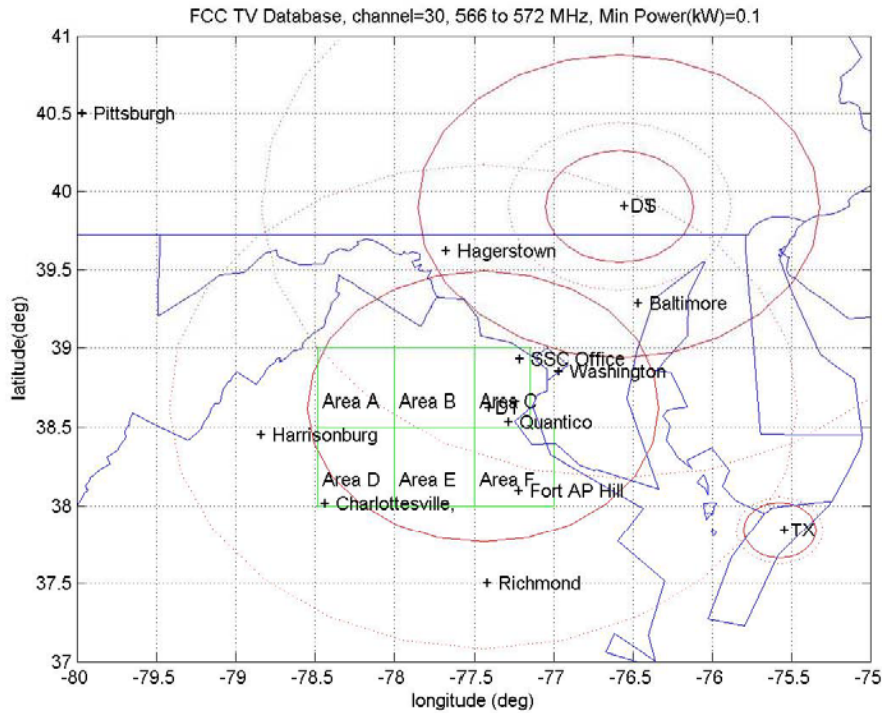 FCC TV Database, channel=30, 566 to 572 MHz, Min Power(kW)=0.1
41
40.5
40
39.5
39
38.5
38
37.5
37
latitude(deg)
Pittsburgh
Hagerstown
Baltimore
SSC Office
Washington
Area A
Area B
Area C
DT
Quantico
Harrisonburg
Area D
Area E
Area F
Fort AP Hill
Charlottesville,
TX
Richmond
-80
-79.5
-79
-78.5
-78
-77.5
-77
-76.5
-76
-75.5
-75
longitude (deg)